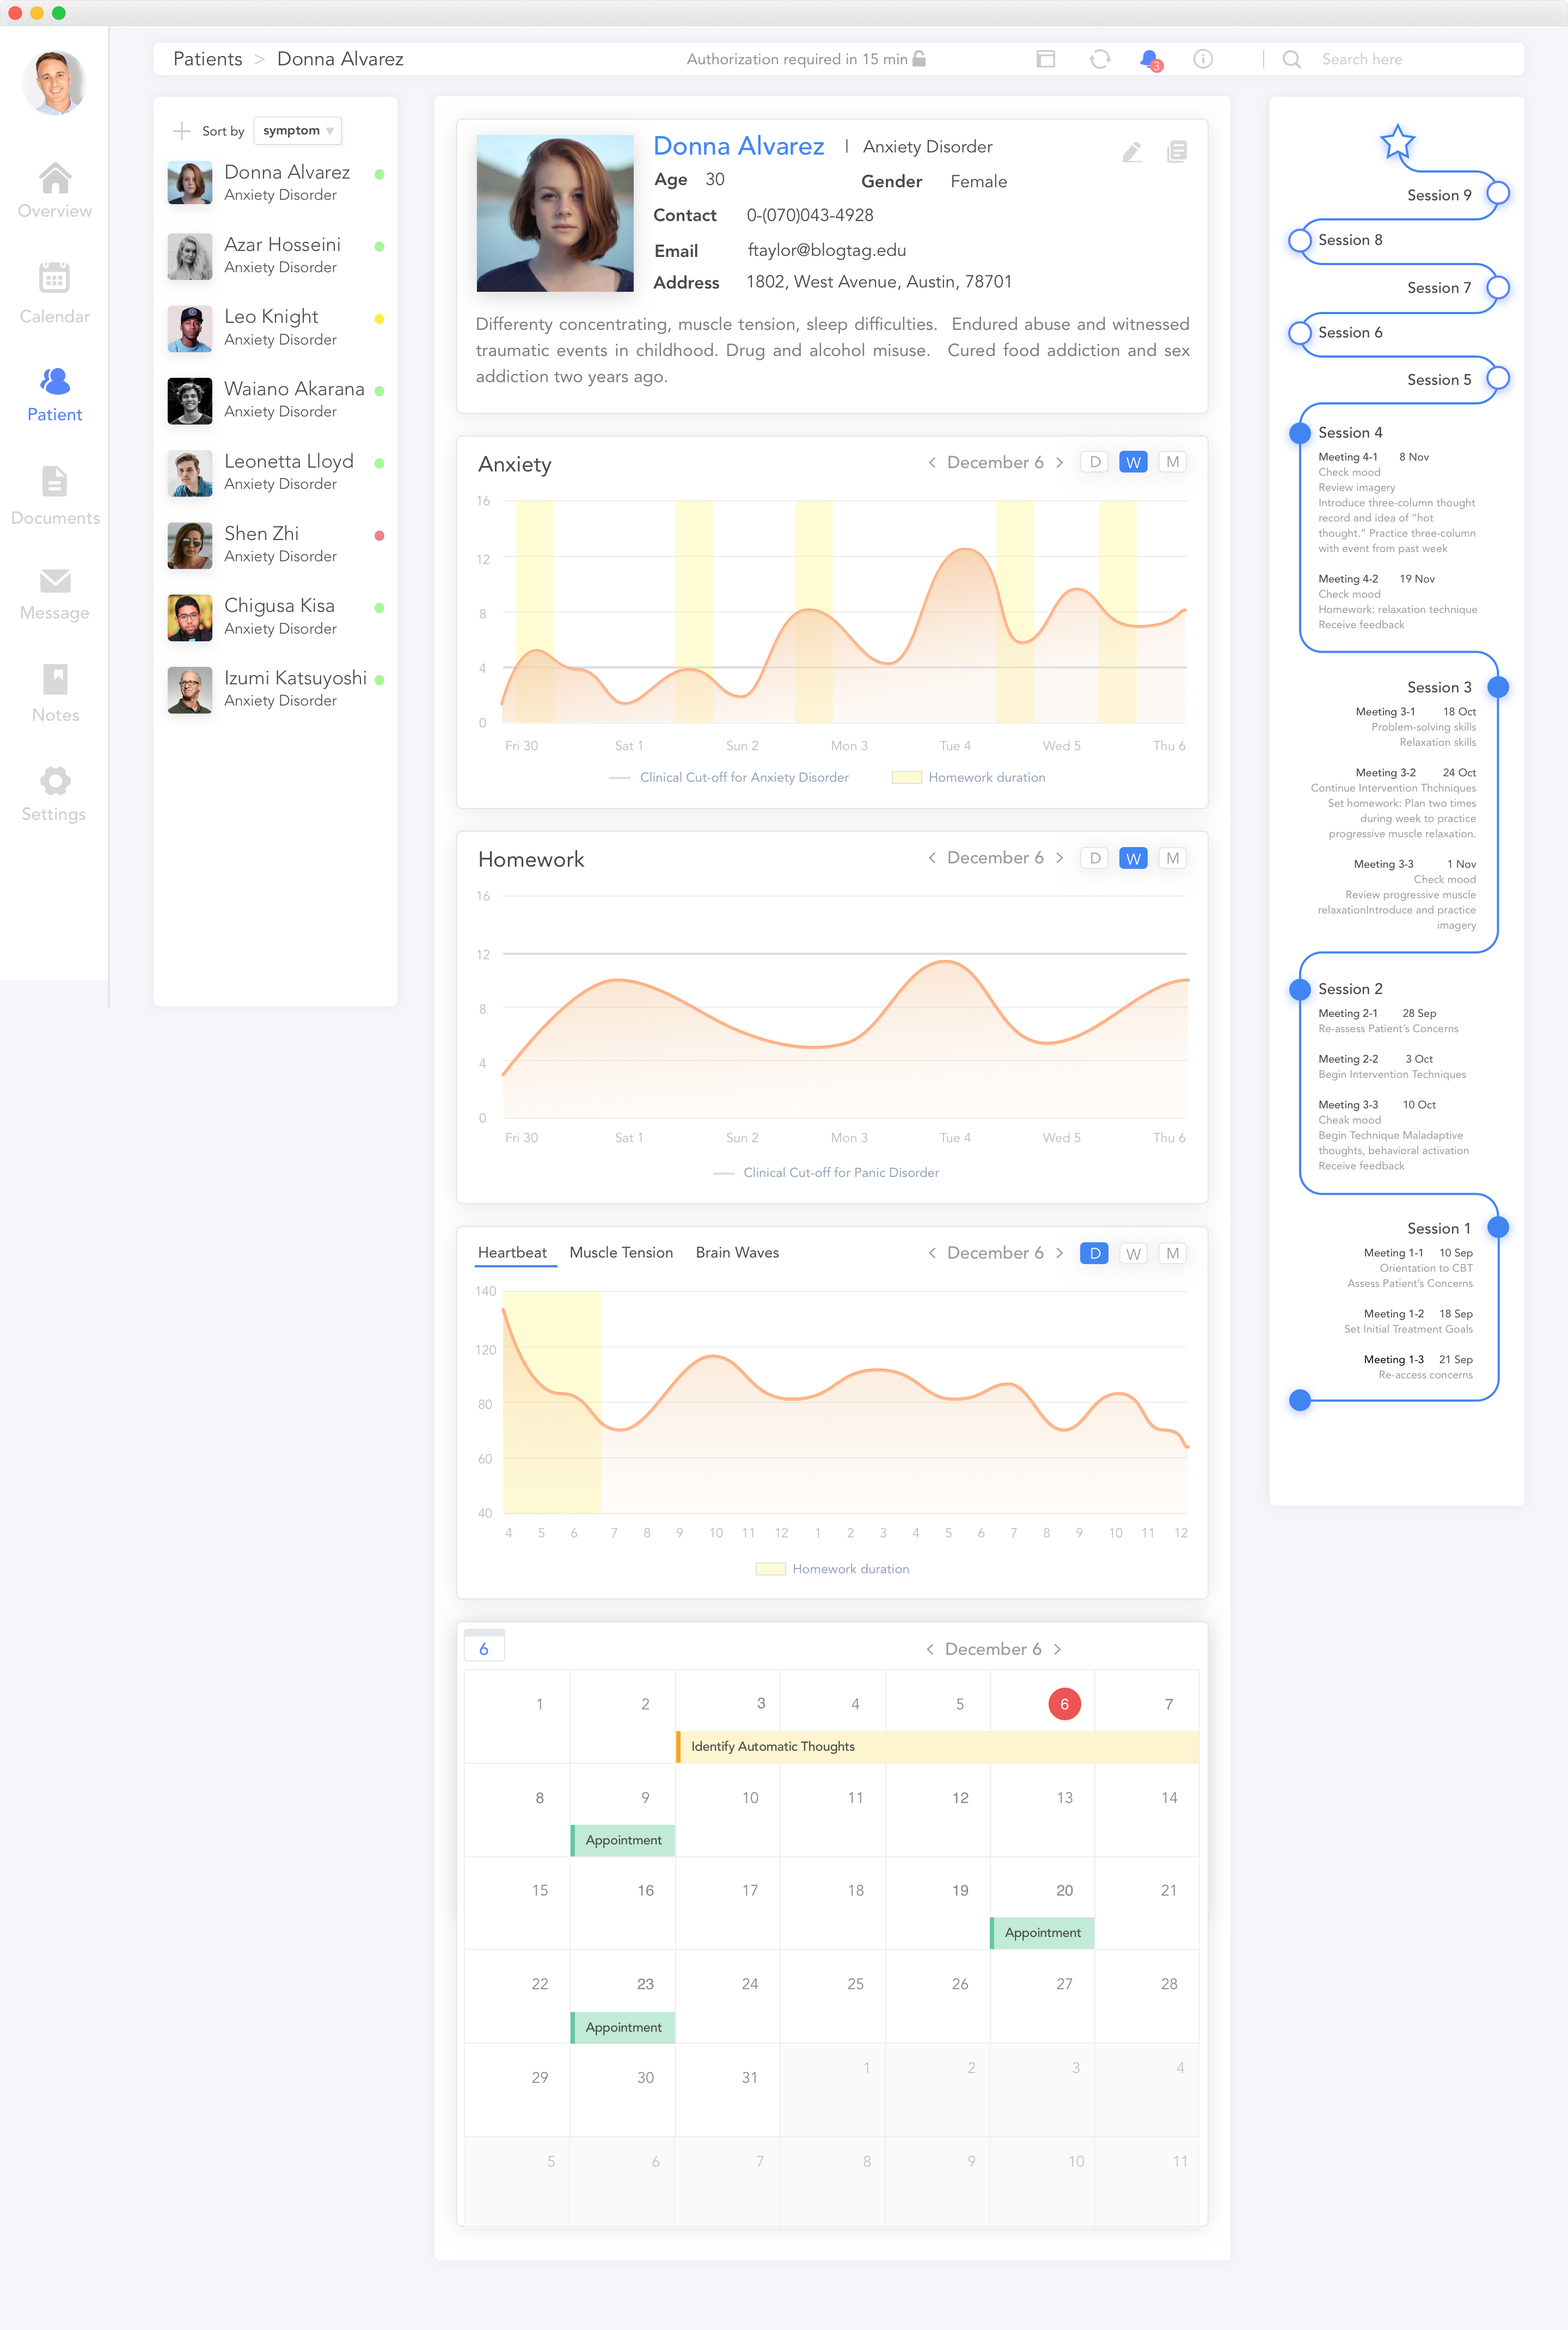 Patients > Donna Alvarez
Authorization required in 15 min
3
Search here
Overview
Calendar
Patient
Documents
Message
Notes
Settings
Sort by symptom ▼
Donna Alvarez
Anxiety Disorder
Azar Hosseini
Anxiety Disorder
Leo Knight
Anxiety Disorder
Waiano Akarana
Anxiety Disorder
Leonetta Lloyd
Anxiety Disorder
Shen Zhi
Anxiety Disorder
Chigusa Kisa
Anxiety Disorder
Izumi Katsuyoshi
Anxiety Disorder
Donna Alvarez | Anxiety Disorder
Age 30 Gender Female
Contact 0-(070)043-4928
Email ftaylor@blogtag.edu
Address 1802, West Avenue, Austin, 78701
Differenty concentrating, muscle tension, sleep difficulties. Endured abuse and witnessed
traumatic events in childhood. Drug and alcohol misuse. Cured food addiction and sex
addiction two years ago.
Anxiety < December 6 > D W M
16
12
8
4
0
Fri 30 Sat 1 Sun 2 Mon 3 Tue 4 Wed 5 Thu 6
Clinical Cut-off for Anxiety Disorder Homework duration
Homework < December 6 > D W M
16
12
8
4
0
Fri 30 Sat 1 Sun 2 Mon 3 Tue 4 Wed 5 Thu 6
Clinical Cut-off for Panic Disorder
Heartbeat Muscle Tension Brain Waves < December 6 > D W M
140
120
80
60
40
4 5 6 7 8 9 10 11 12 1 2 3 4 5 6 7 8 9 10 11 12
Homework duration
6 < December 6 >
1 2 3 4 5 6 7
Identify Automatic Thoughts
8 9 10 11 12 13 14
Appointment
15 16 17 18 19 20 21
Appointment
22 23 24 25 26 27 28
Appointment
29 30 31 1 2 3 4
5 6 7 8 9 10 11
Session 9
Session 8
Session 7
Session 6
Session 5
Session 4
Meeting 4-1 8 Nov
Check mood
Review imagery
Introduce three-column thought
record and idea of “hot
thought.” Practice three-column
with event from past week
Meeting 4-2 19 Nov
Check mood
Homework: relaxation technique
Receive feedback
Session 3
Meeting 3-1 18 Oct
Problem-solving skills
Relaxation skills
Meeting 3-2 24 Oct
Continue Intervention Thchniques
Set homework: Plan two times
during week to practice
progressive muscle relaxation.
Meeting 3-3 1 Nov
Check mood
Review progressive muscle
relaxationIntroduce and practice
imagery
Session 2
Meeting 2-1 28 Sep
Re-assess Patient’s Concerns
Meeting 2-2 3 Oct
Begin Intervention Techniques
Meeting 3-3 10 Oct
Cheak mood
Begin Technique Maladaptive
thoughts, behavioral activation
Receive feedback
Session 1
Meeting 1-1 10 Sep
Orientation to CBT
Assess Patient’s Concerns
Meeting 1-2 18 Sep
Set Initial Treatment Goals
Meeting 1-3 21 Sep
Re-access concerns